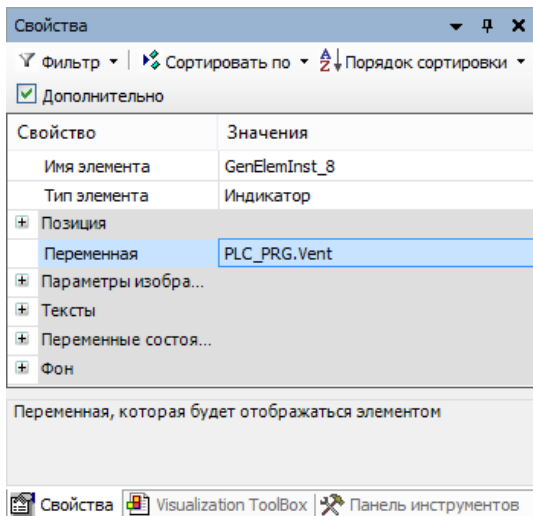 Свойства
Фильтр Сортировать по Порядок сортировки
Дополнительно
Свойство Значения
Имя элемента GenElemInst_8
Тип элемента Индикатор
Позиция
Переменная PLC_PRG.Vent
Параметры изобра...
Тексты
Переменные состоя...
Фон
Переменная, которая будет отображаться элементом
Свойства Visualization ToolBox Панель инструментов